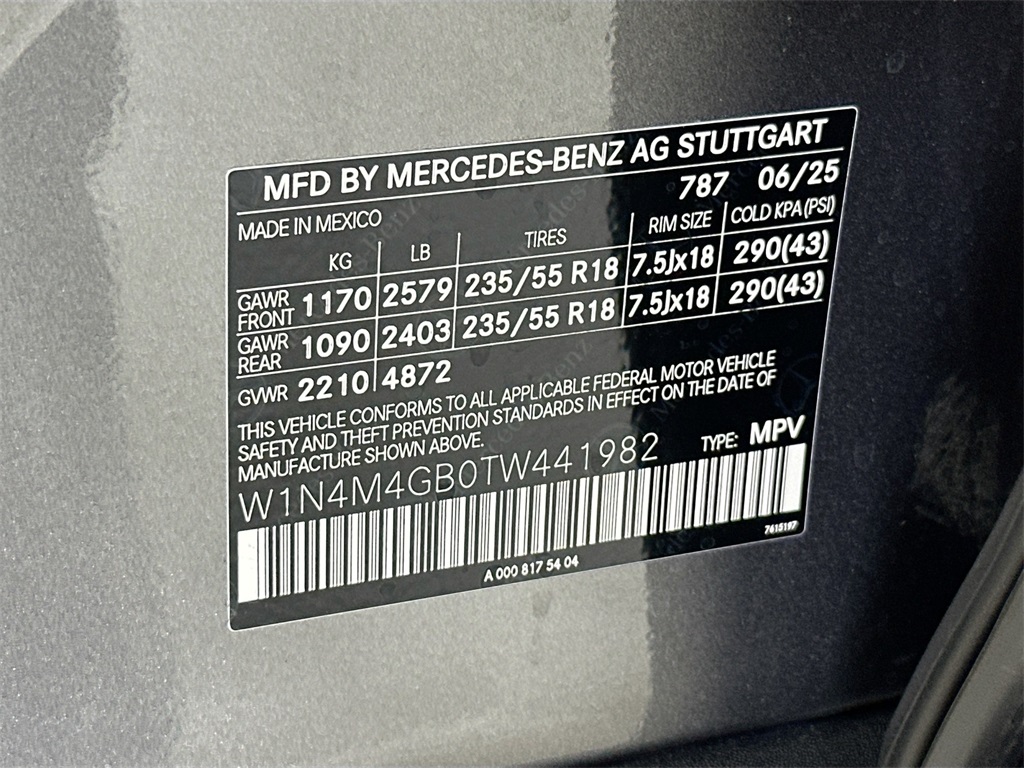 MFD BY MERCEDES-BENZ AG STUTTGART
MADE IN MEXICO 787 06/25
KG LB TIRES RIM SIZE COLD KPA (PSI)
GAWR FRONT 1170 2579 235/55 R18 7.5Jx18 290(43)
GAWR REAR 1090 2403 235/55 R18 7.5Jx18 290(43)
GVWR 2210 4872
THIS VEHICLE CONFORMS TO ALL APPLICABLE FEDERAL MOTOR VEHICLE
SAFETY AND THEFT PREVENTION STANDARDS IN EFFECT ON THE DATE OF
MANUFACTURE SHOWN ABOVE.
W1N4M4GB0TW441982 TYPE: MPV
7615197
A 000 817 54 04